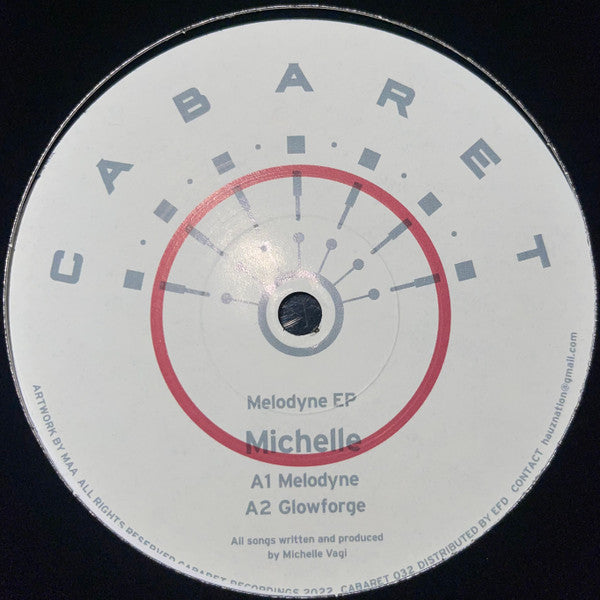 CABARET
Melodyne EP
Michelle
A1 Melodyne
A2 Glowforge
All songs written and produced
by Michelle Vagi
ARTWORK BY MAA ALL RIGHTS RESERVED CABARET RECORDINGS 2022 CABARET 032 DISTRIBUTED BY EFD CONTACT hauznation@gmail.com